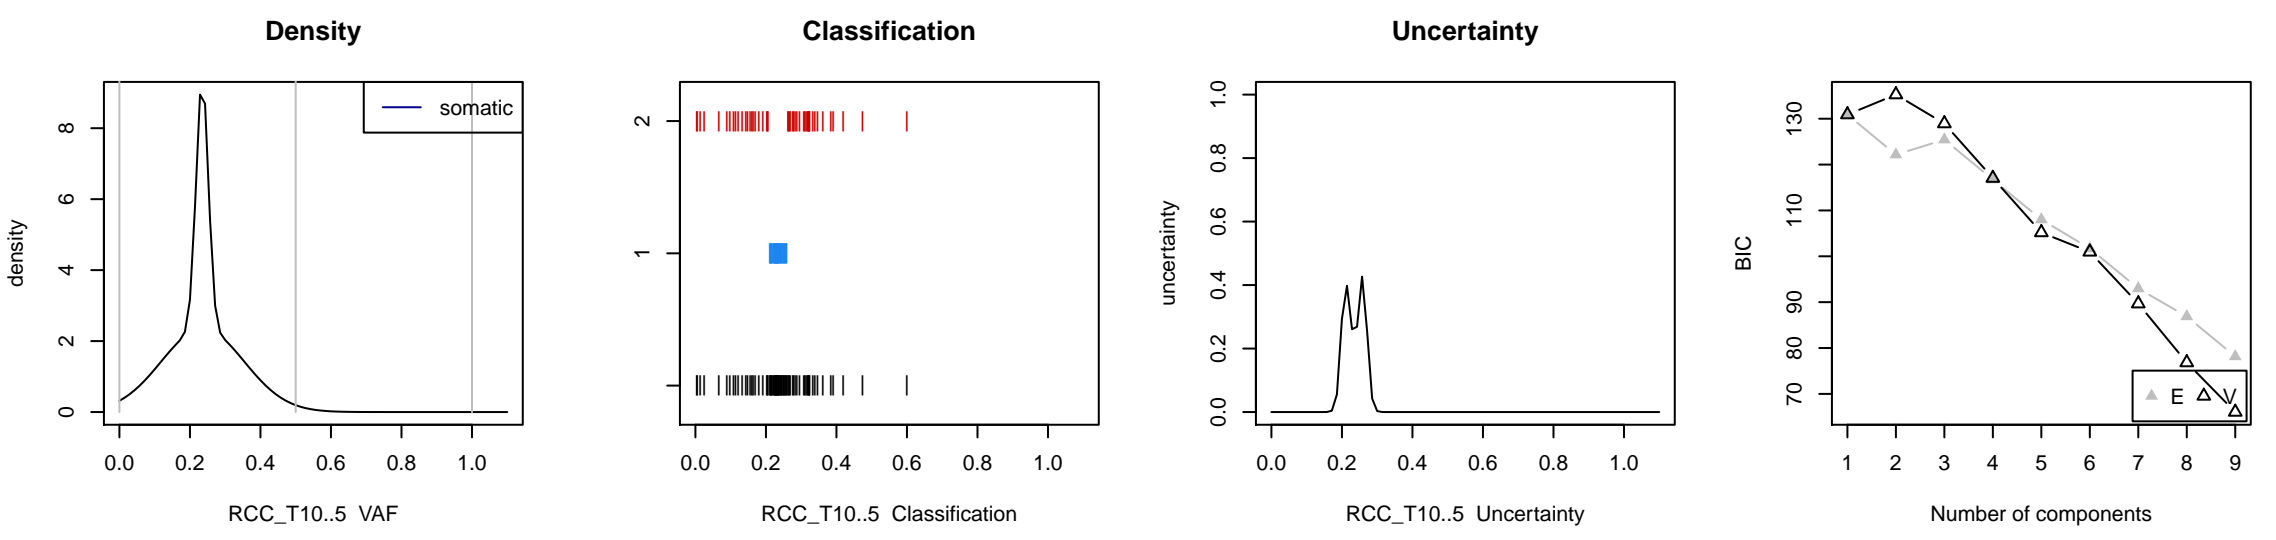 Density
somatic
density
0
2
4
6
8
0.0 0.2 0.4 0.6 0.8 1.0
RCC_T10..5 VAF
Classification
2
1
0.0 0.2 0.4 0.6 0.8 1.0
RCC_T10..5 Classification
Uncertainty
uncertainty
0.0 0.2 0.4 0.6 0.8 1.0
0.0 0.2 0.4 0.6 0.8 1.0
RCC_T10..5 Uncertainty
BIC
70 80 90 110 130
E V
1 2 3 4 5 6 7 8 9
Number of components